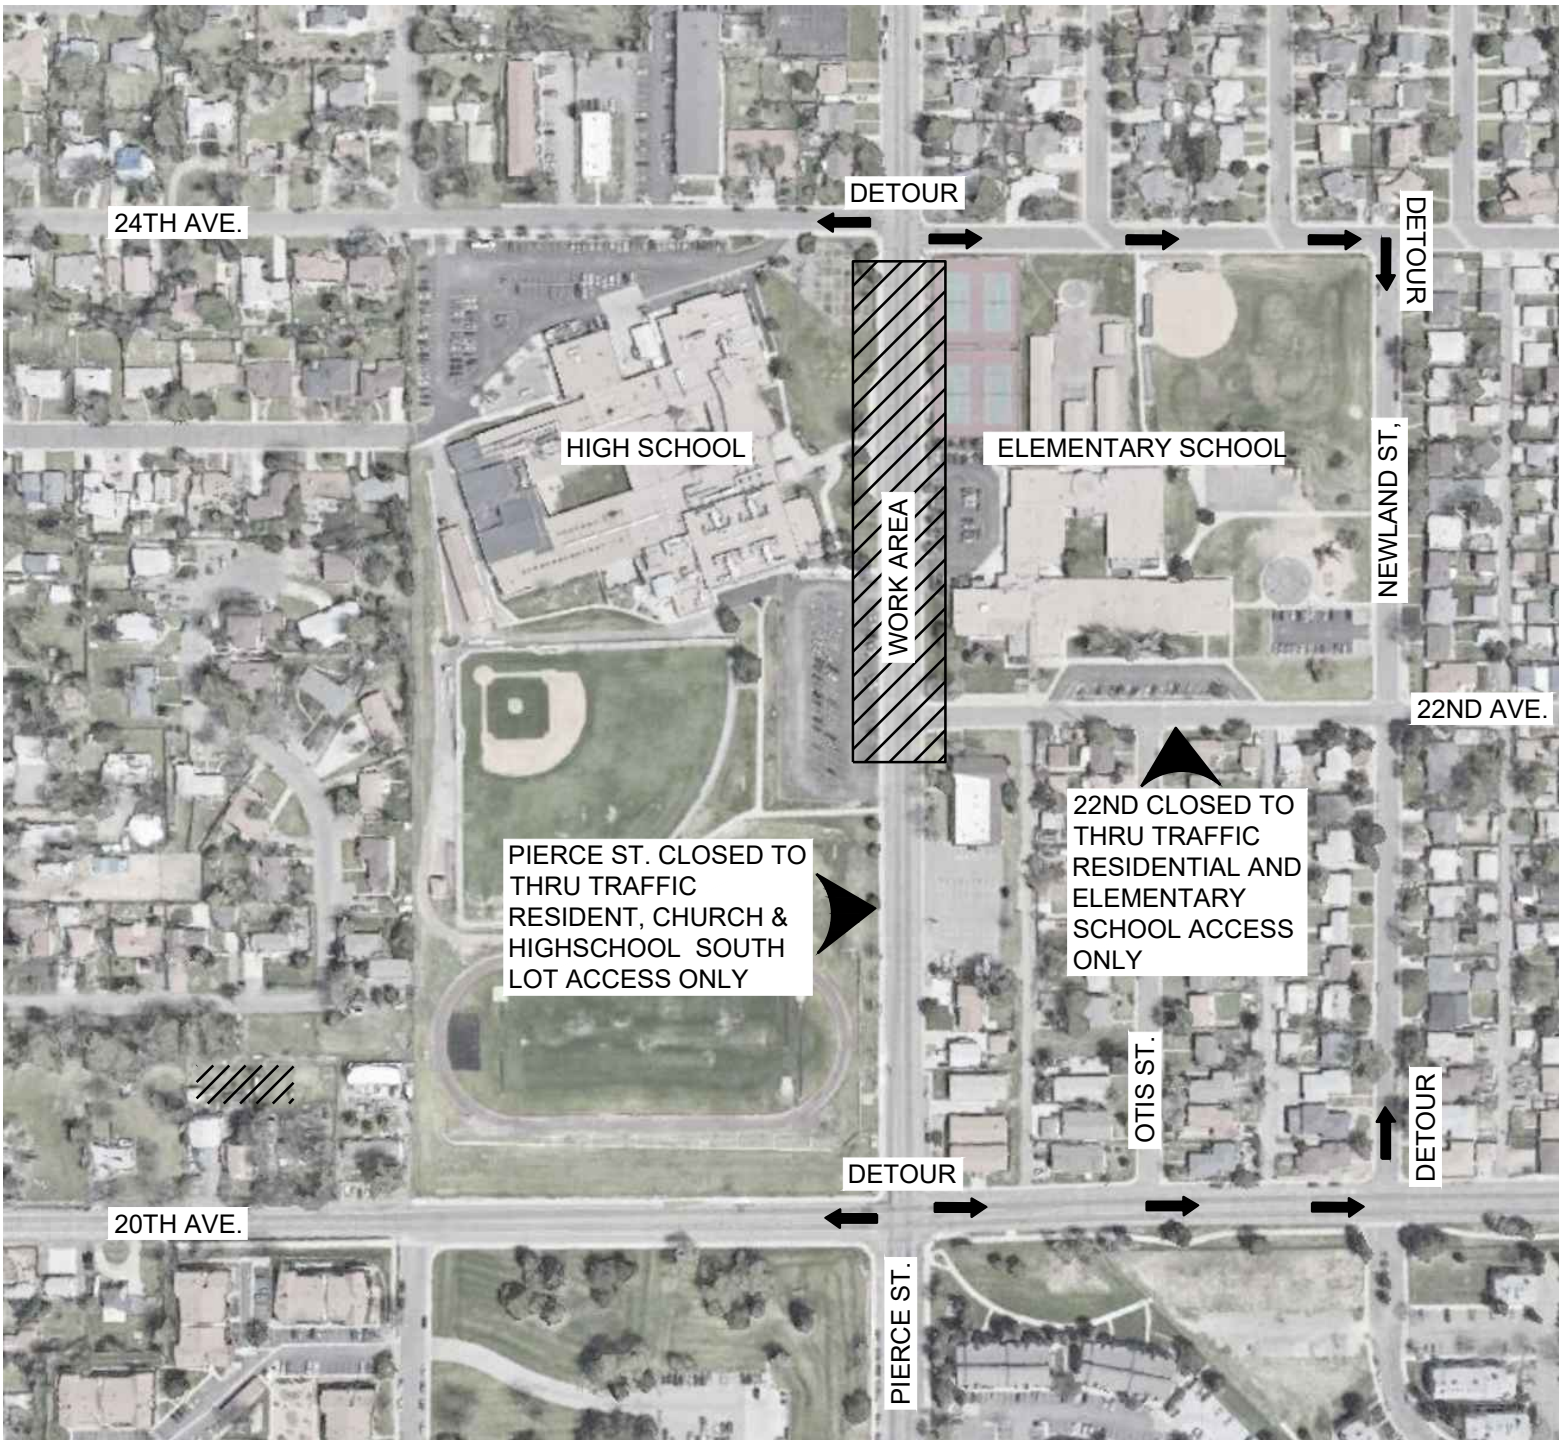 DETOUR
24TH AVE.
DETOUR
HIGH SCHOOL
ELEMENTARY SCHOOL
NEWLAND ST,
WORK AREA
22ND AVE.
22ND CLOSED TO
THRU TRAFFIC
RESIDENTIAL AND
ELEMENTARY
SCHOOL ACCESS
ONLY
PIERCE ST. CLOSED TO
THRU TRAFFIC
RESIDENT, CHURCH &
HIGHSCHOOL  SOUTH
LOT ACCESS ONLY
OTIS ST.
DETOUR
DETOUR
20TH AVE.
PIERCE ST.